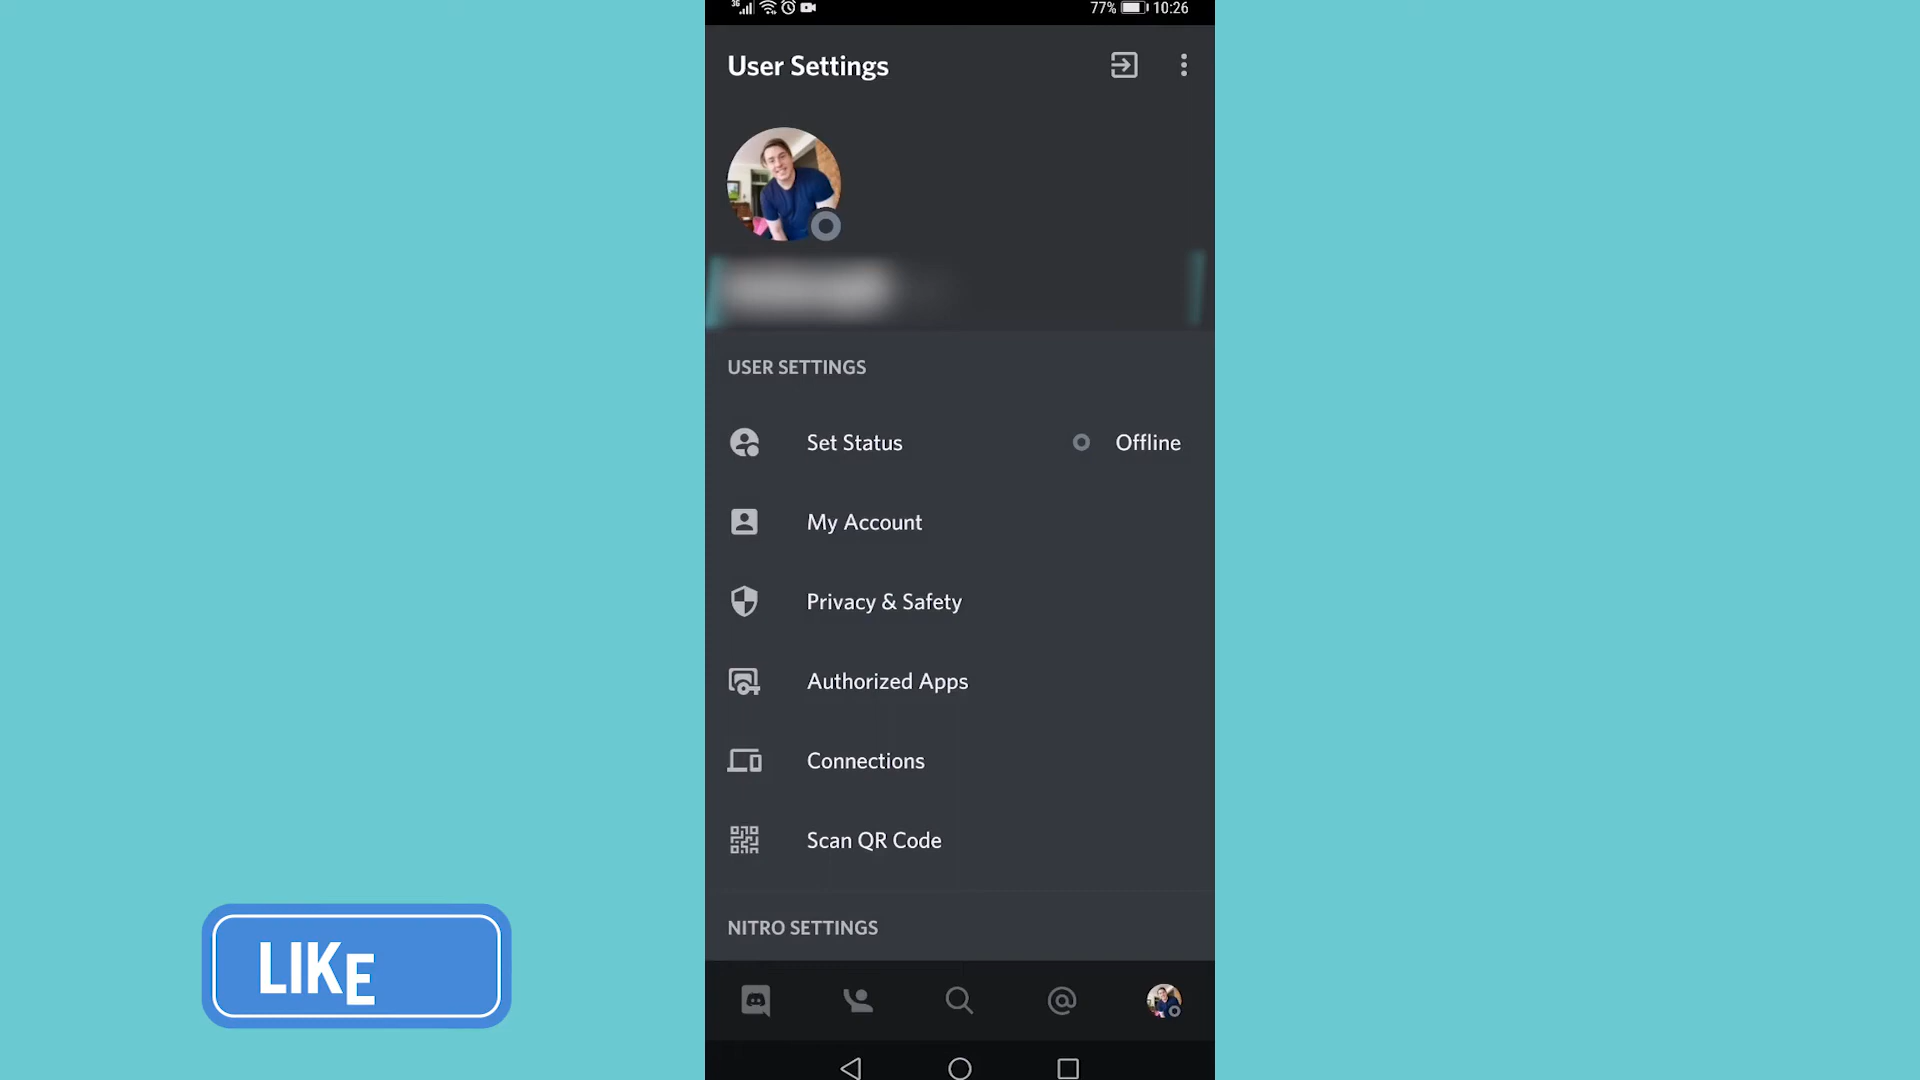 3G
77% 10:26
User Settings
USER SETTINGS
Set Status Offline
My Account
Privacy & Safety
Authorized Apps
Connections
Scan QR Code
NITRO SETTINGS
LIKE